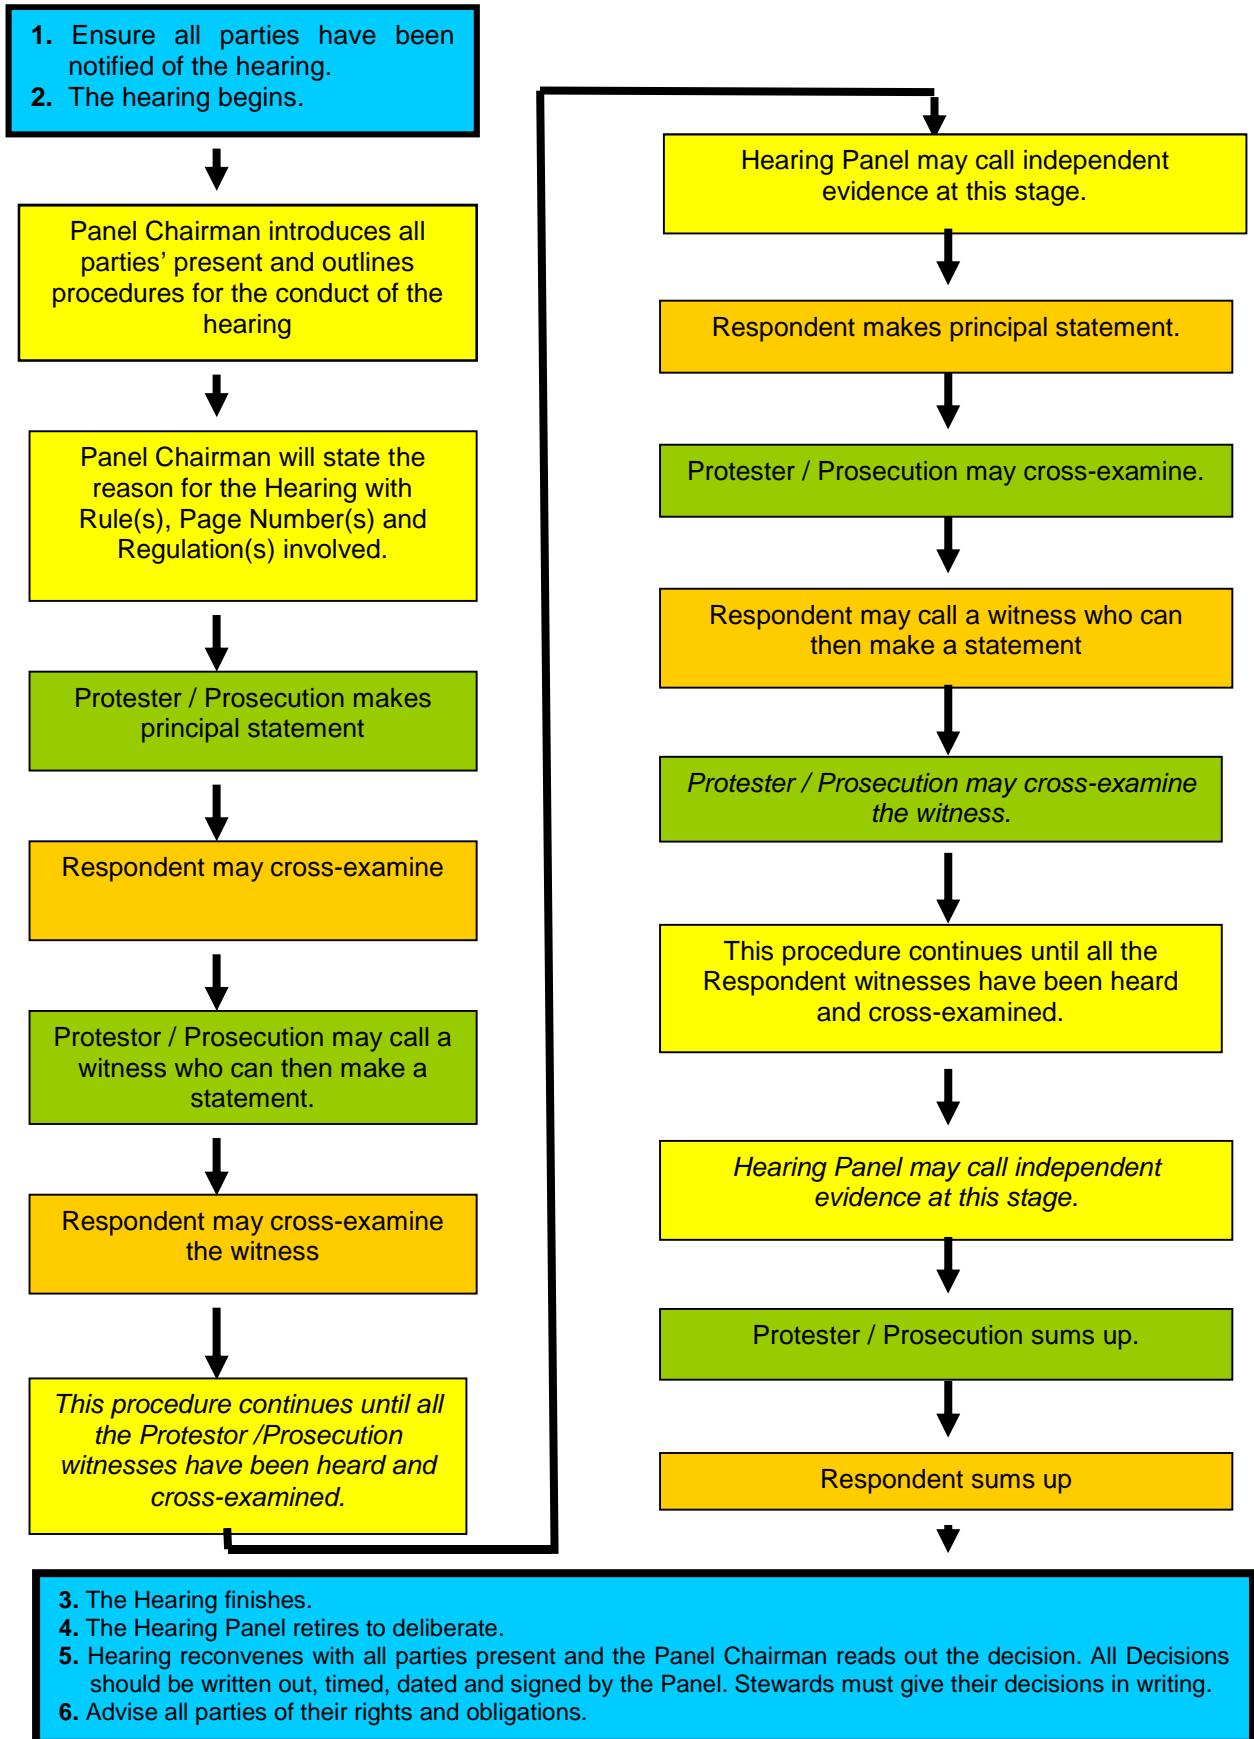 1. Ensure all parties have been
notified of the hearing.
2. The hearing begins.
Panel Chairman introduces all
parties’ present and outlines
procedures for the conduct of the
hearing
Panel Chairman will state the
reason for the Hearing with
Rule(s), Page Number(s) and
Regulation(s) involved.
Protester / Prosecution makes
principal statement
Respondent may cross-examine
Protestor / Prosecution may call a
witness who can then make a
statement.
Respondent may cross-examine
the witness
This procedure continues until all
the Protestor /Prosecution
witnesses have been heard and
cross-examined.
Hearing Panel may call independent
evidence at this stage.
Respondent makes principal statement.
Protester / Prosecution may cross-examine.
Respondent may call a witness who can
then make a statement
Protester / Prosecution may cross-examine
the witness.
This procedure continues until all the
Respondent witnesses have been heard
and cross-examined.
Hearing Panel may call independent
evidence at this stage.
Protester / Prosecution sums up.
Respondent sums up
3. The Hearing finishes.
4. The Hearing Panel retires to deliberate.
5. Hearing reconvenes with all parties present and the Panel Chairman reads out the decision. All Decisions
should be written out, timed, dated and signed by the Panel. Stewards must give their decisions in writing.
6. Advise all parties of their rights and obligations.